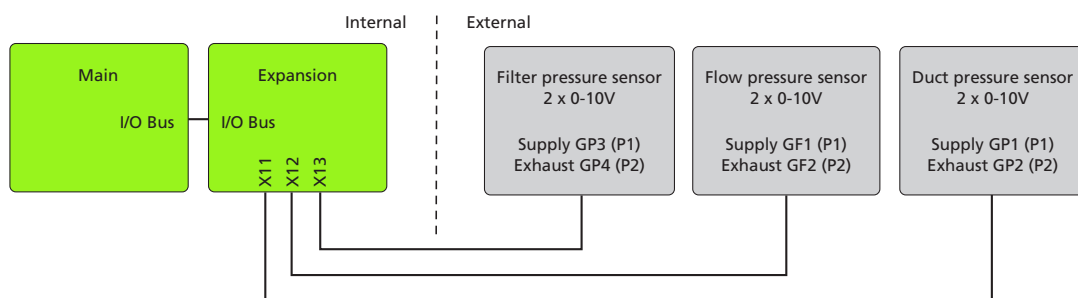 Internal
External
Main
I/O Bus
Expansion
I/O Bus
X11
X12
X13
Filter pressure sensor
2 x 0-10V
Supply GP3 (P1)
Exhaust GP4 (P2)
Flow pressure sensor
2 x 0-10V
Supply GF1 (P1)
Exhaust GF2 (P2)
Duct pressure sensor
2 x 0-10V
Supply GP1 (P1)
Exhaust GP2 (P2)